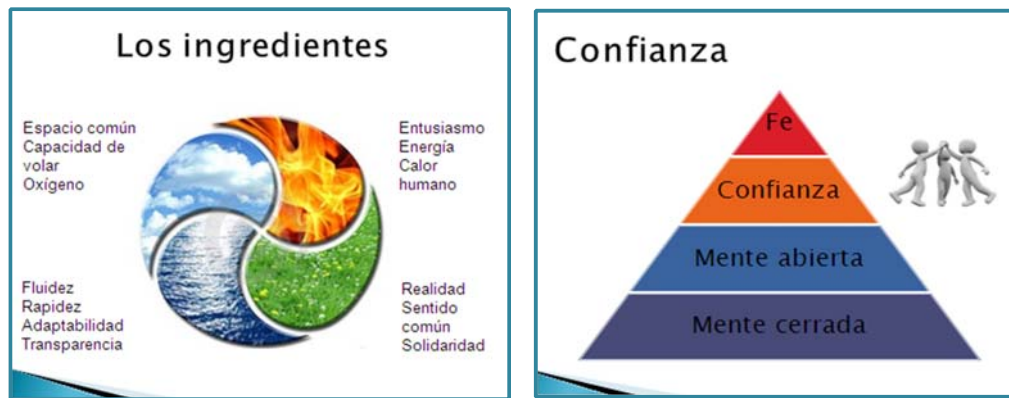 Los ingredientes
Espacio común
Capacidad de
volar
Oxígeno
Entusiasmo
Energía
Calor
humano
Fluidez
Rapidez
Adaptabilidad
Transparencia
Realidad
Sentido
común
Solidaridad
Confianza
Fe
Confianza
Mente abierta
Mente cerrada